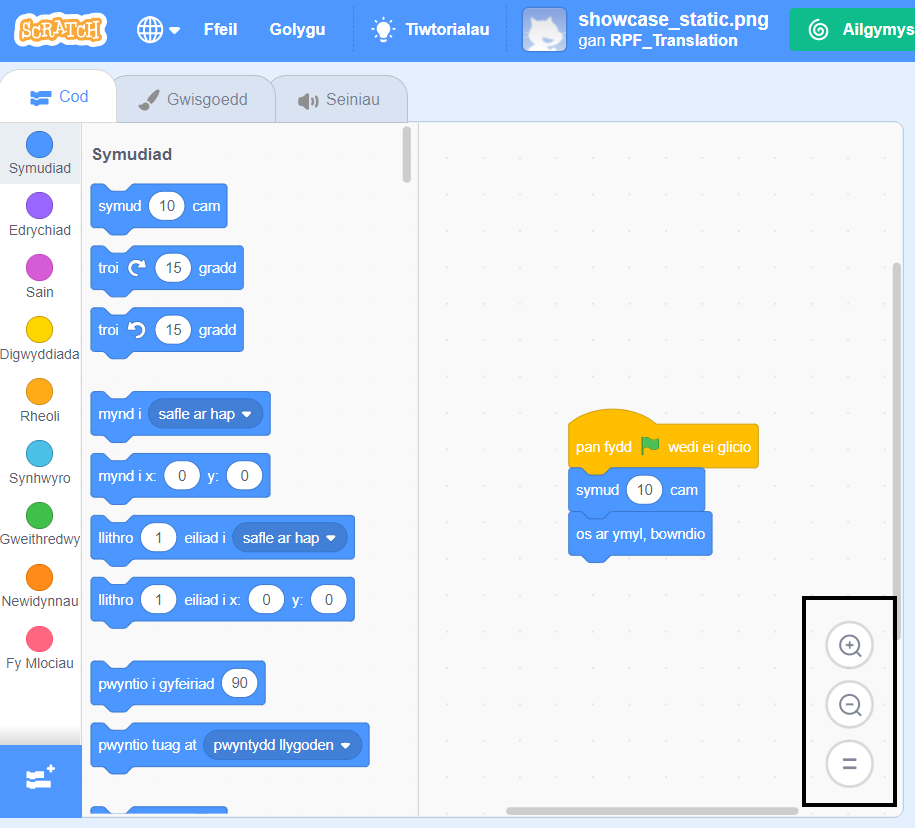 SCRATCH
Ffeil
Golygu
Tiwtorialau
showcase_static.png
gan RPF_Translation
Ailgymys
Cod
Gwisgoedd
Seiniau
Symudiad
Edrychiad
Sain
Digwyddiada
Rheoli
Synhwyro
Gweithredwy
Newidynnau
Fy Mlociau
Symudiad
symud 10 cam
troi 15 gradd
troi 15 gradd
mynd i safle ar hap
mynd i x: 0 y: 0
llithro 1 eiliad i safle ar hap
llithro 1 eiliad i x: 0 y: 0
pwyntio i gyfeiriad 90
pwyntio tuag at pwyntydd llygoden
pan fydd wedi ei glicio
symud 10 cam
os ar ymyl, bowndio